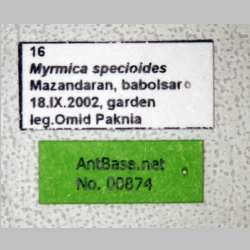 16
Myrmica specioides
Mazandaran, babolsar
18.IX.2002, garden
leg.Omid Paknia
AntBase.net
No. 00874